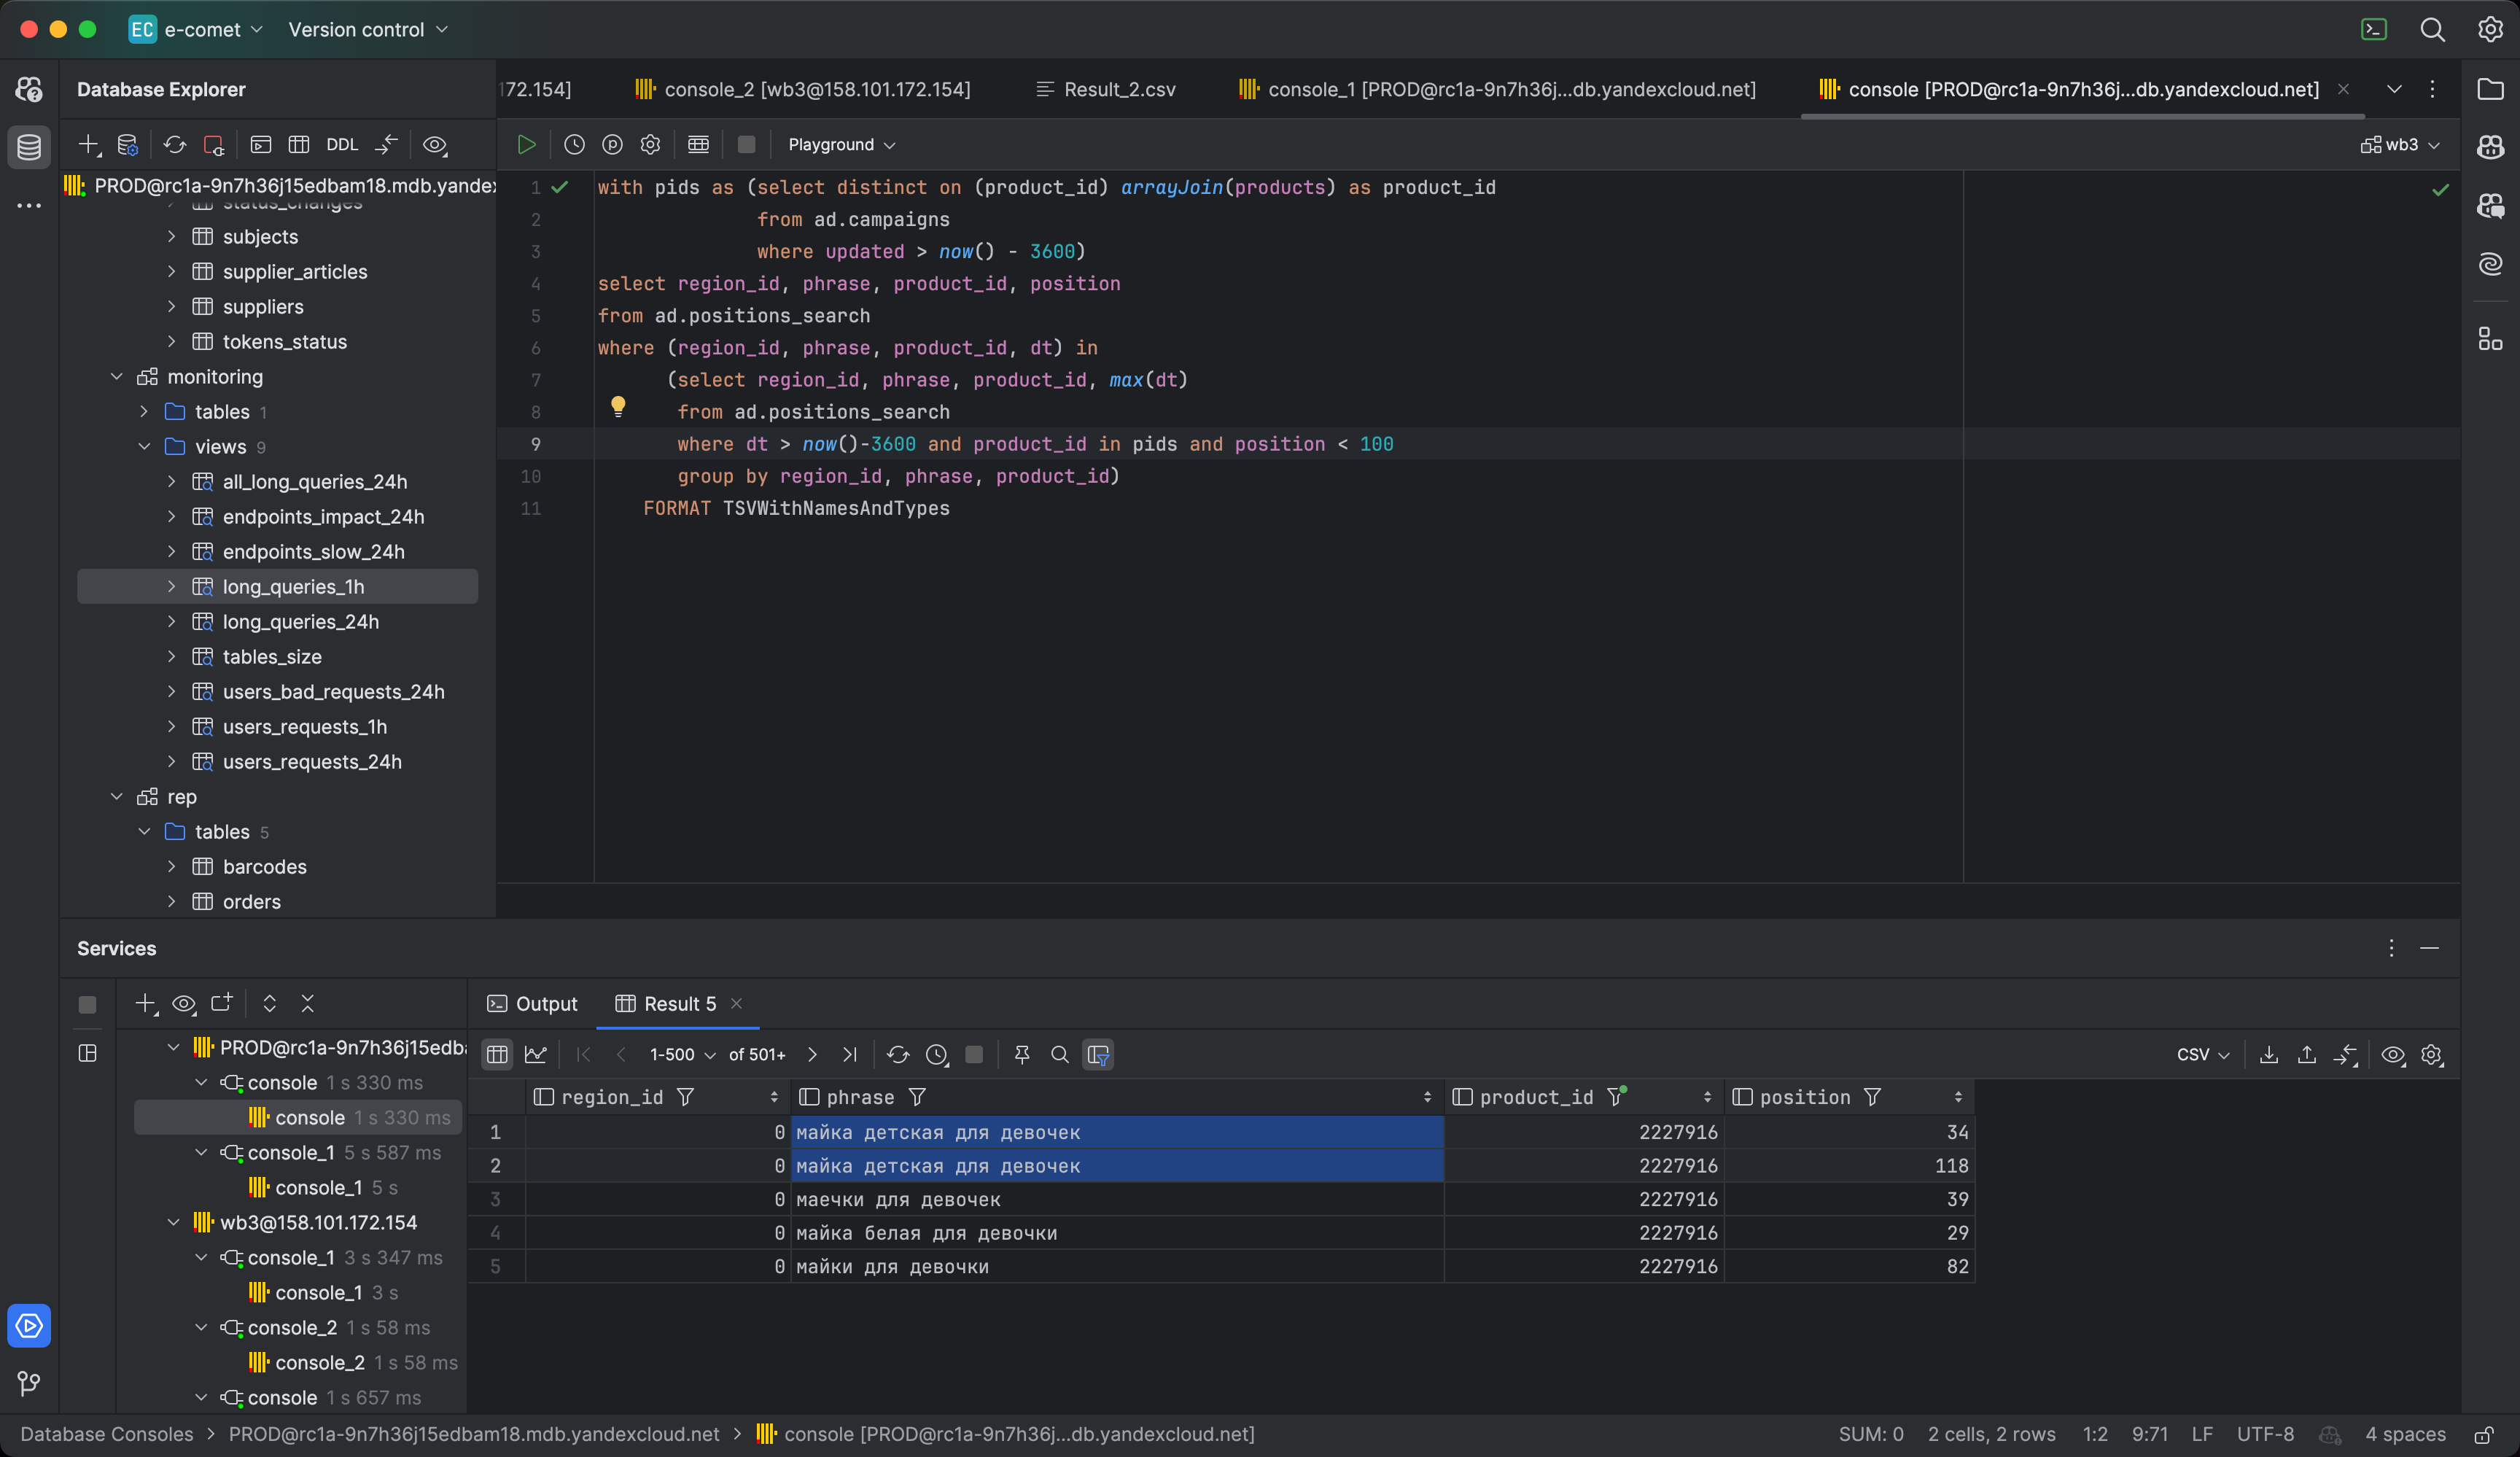 EC e-comet Version control
Database Explorer
172.154]
console_2 [wb3@158.101.172.154]
Result_2.csv
console_1 [PROD@rc1a-9n7h36j...db.yandexcloud.net]
console [PROD@rc1a-9n7h36j...db.yandexcloud.net]
DDL
Playground
wb3
PROD@rc1a-9n7h36j15edbam18.mdb.yandex
status_changes
subjects
supplier_articles
suppliers
tokens_status
monitoring
tables 1
views 9
all_long_queries_24h
endpoints_impact_24h
endpoints_slow_24h
long_queries_1h
long_queries_24h
tables_size
users_bad_requests_24h
users_requests_1h
users_requests_24h
rep
tables 5
barcodes
orders
1 with pids as (select distinct on (product_id) arrayJoin(products) as product_id
2 from ad.campaigns
3 where updated > now() - 3600)
4 select region_id, phrase, product_id, position
5 from ad.positions_search
6 where (region_id, phrase, product_id, dt) in
7 (select region_id, phrase, product_id, max(dt)
8 from ad.positions_search
9 where dt > now()-3600 and product_id in pids and position < 100
10 group by region_id, phrase, product_id)
11 FORMAT TSVWithNamesAndTypes
Services
PROD@rc1a-9n7h36j15edba
console 1 s 330 ms
console 1 s 330 ms
console_1 5 s 587 ms
console_1 5 s
wb3@158.101.172.154
console_1 3 s 347 ms
console_1 3 s
console_2 1 s 58 ms
console_2 1 s 58 ms
console 1 s 657 ms
Output
Result 5
1-500 of 501+
CSV
region_id phrase product_id position
1 0 майка детская для девочек 2227916 34
2 0 майка детская для девочек 2227916 118
3 0 маечки для девочек 2227916 39
4 0 майка белая для девочки 2227916 29
5 0 майки для девочки 2227916 82
Database Consoles > PROD@rc1a-9n7h36j15edbam18.mdb.yandexcloud.net > console [PROD@rc1a-9n7h36j...db.yandexcloud.net]
SUM: 0 2 cells, 2 rows 1:2 9:71 LF UTF-8 4 spaces